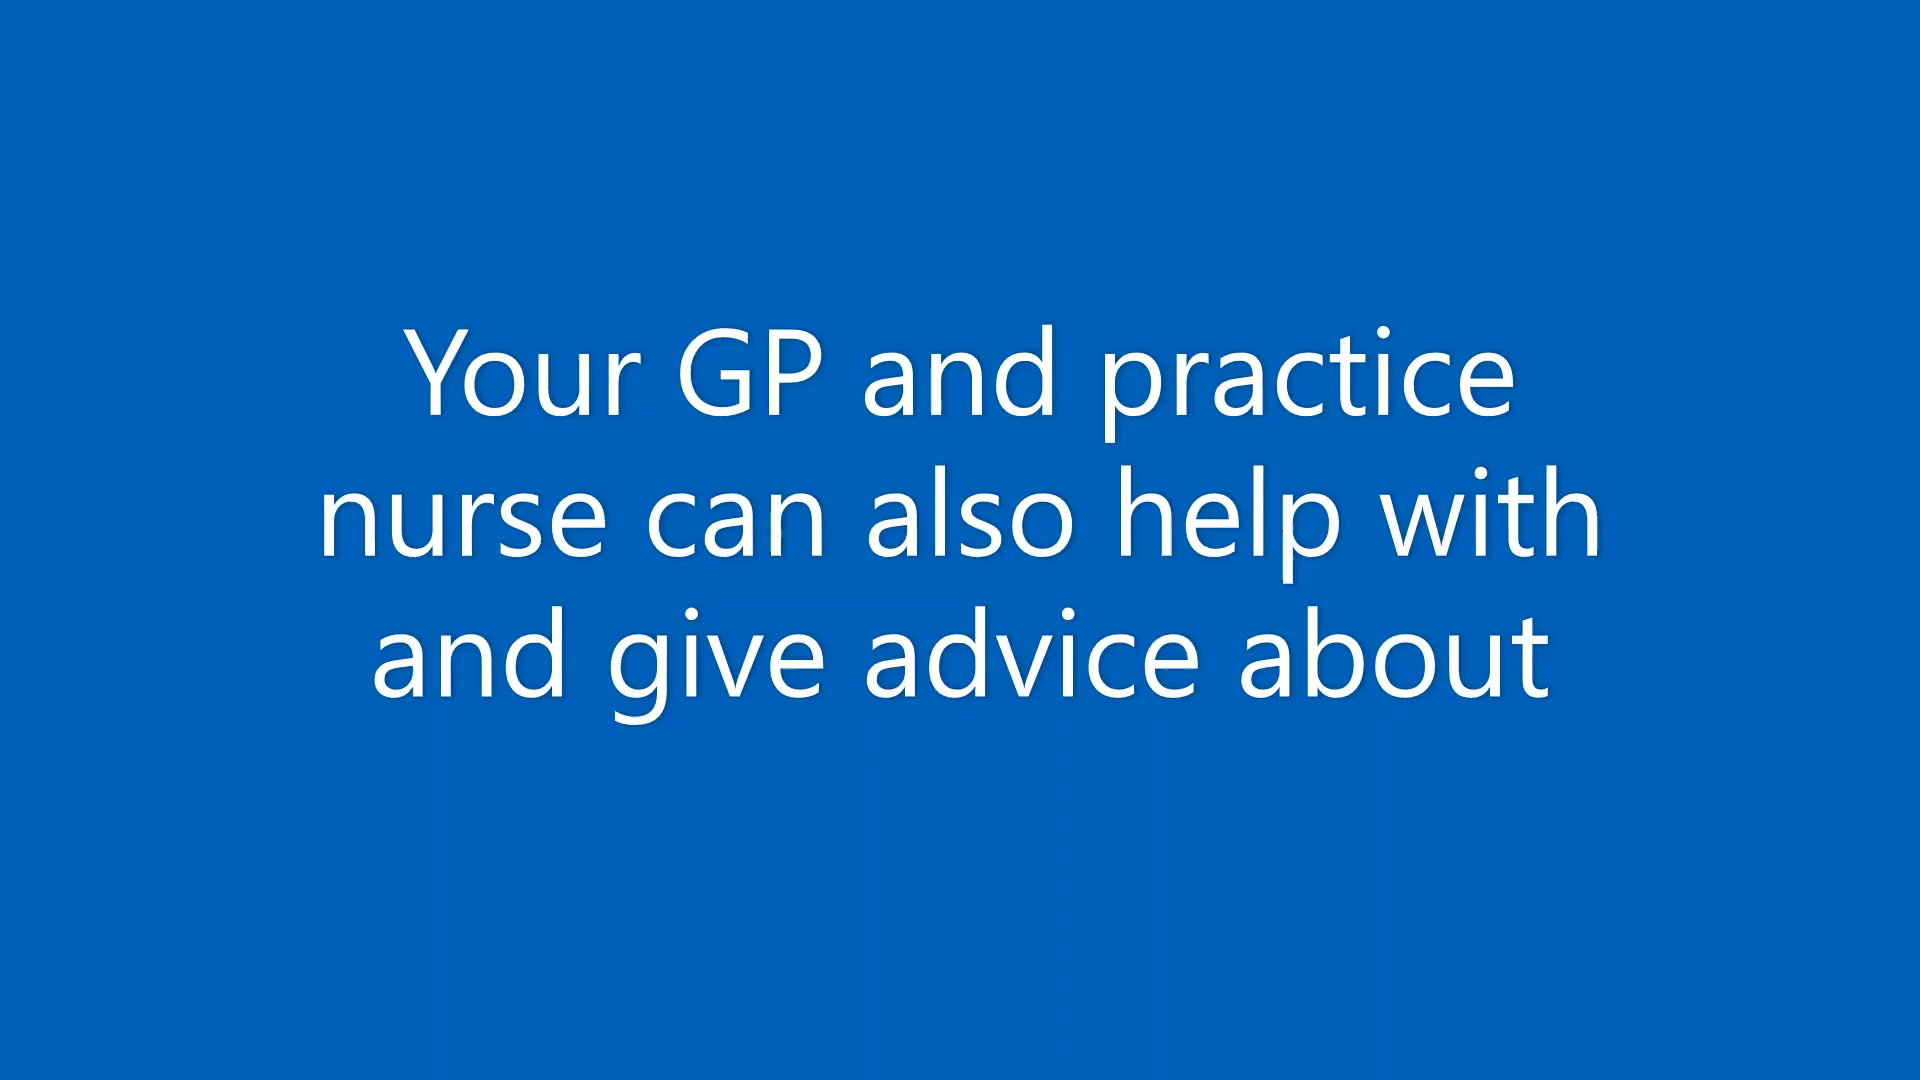 Your GP and practice
nurse can also help with
and give advice about